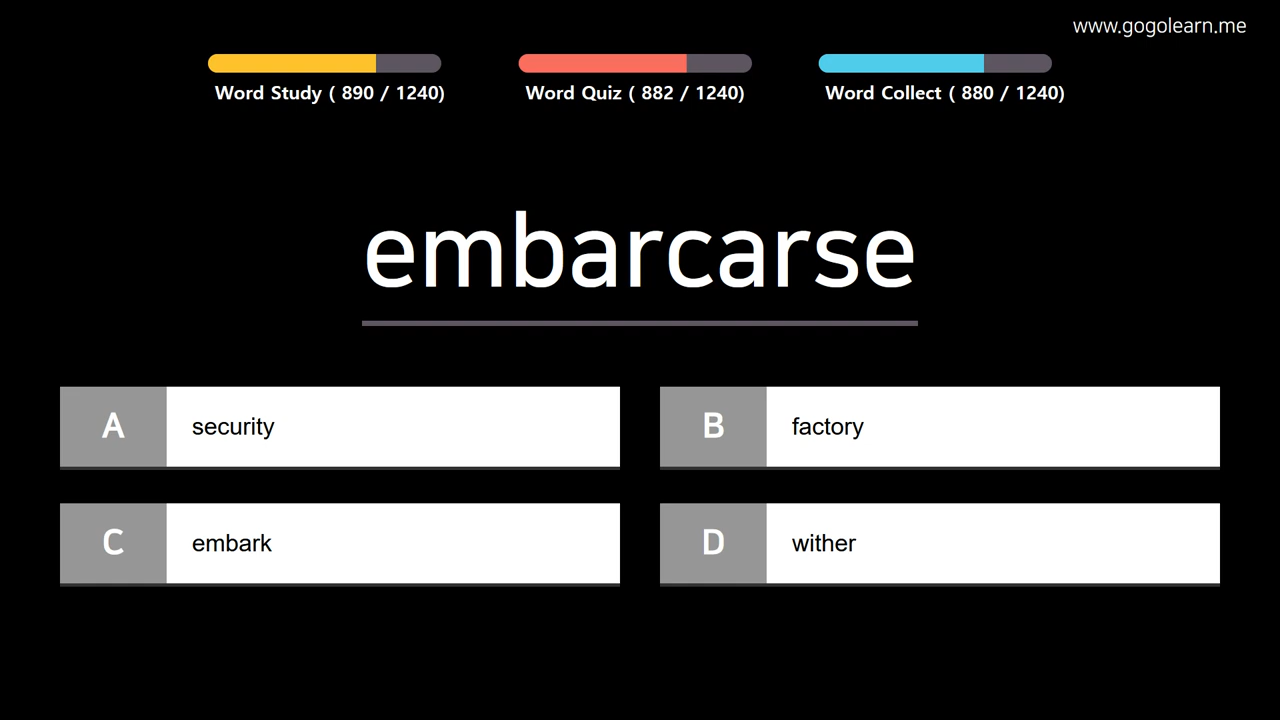 www.gogolearn.me
Word Study ( 890 / 1240)
Word Quiz ( 882 / 1240)
Word Collect ( 880 / 1240)
embarcarse
A security
B factory
C embark
D wither